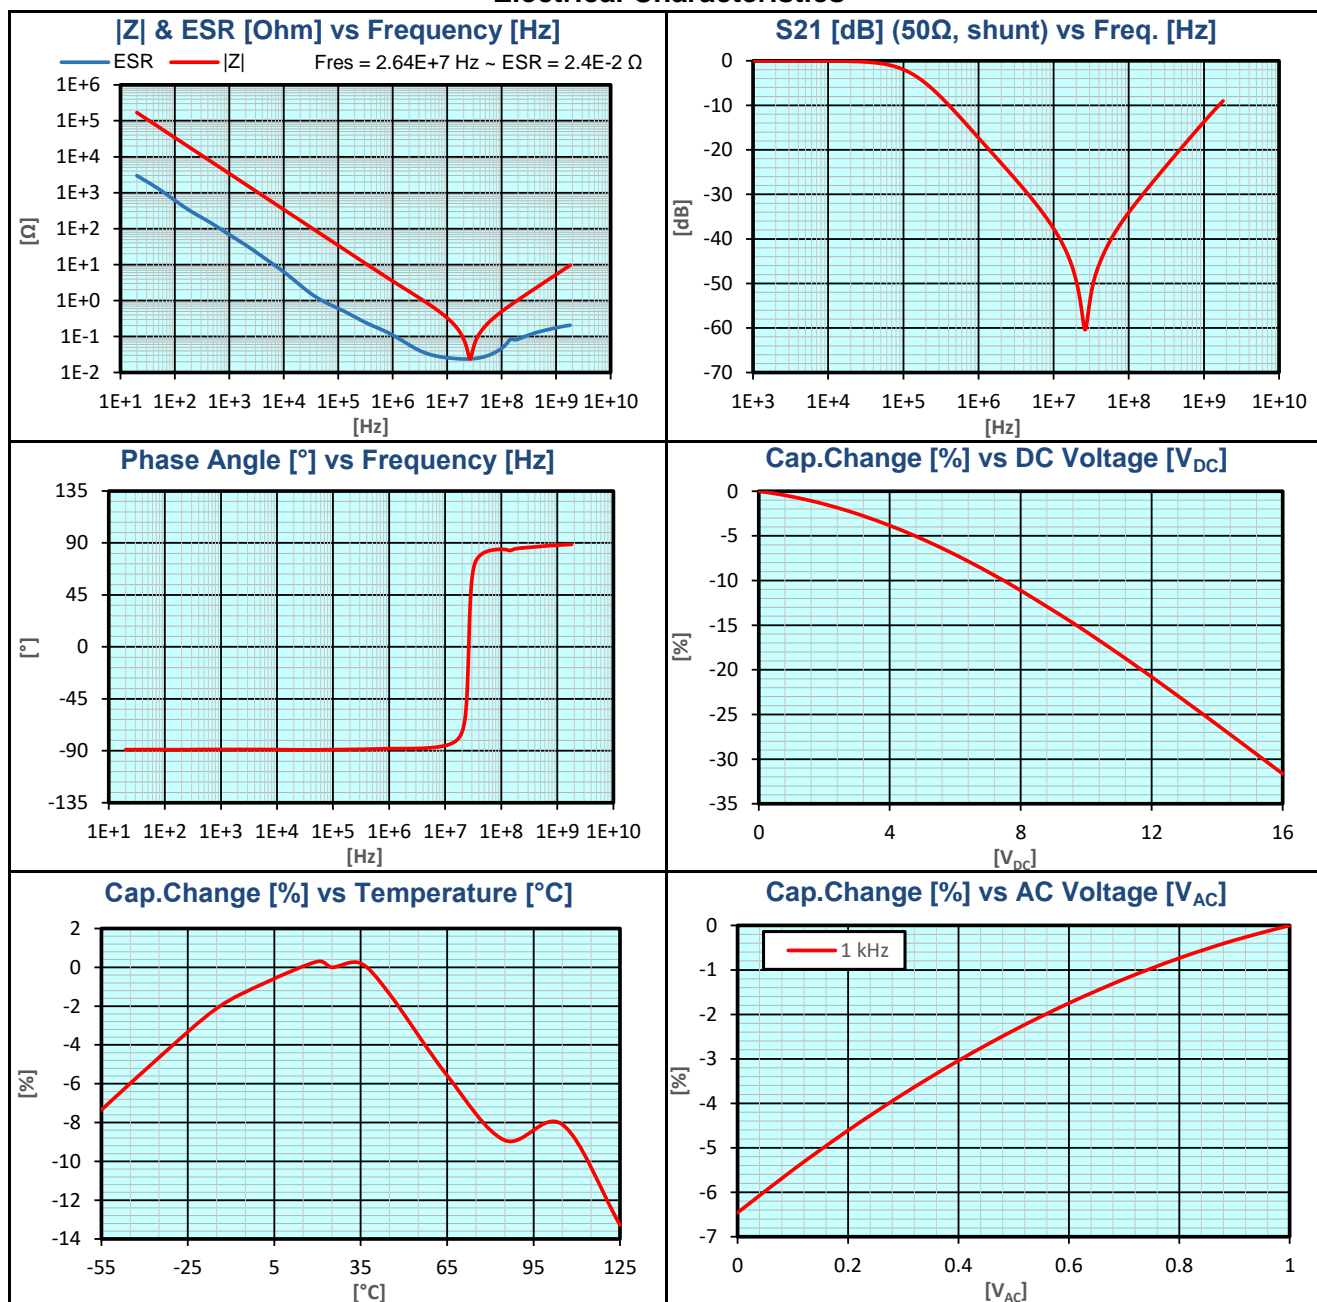 |Z| & ESR [Ohm] vs Frequency [Hz]
ESR |Z| Fres = 2.64E+7 Hz ~ ESR = 2.4E-2 Ω
1E+6
1E+5
1E+4
1E+3
1E+2
1E+1
1E+0
1E-1
1E-2
[Ω]
1E+1 1E+2 1E+3 1E+4 1E+5 1E+6 1E+7 1E+8 1E+9 1E+10
[Hz]
S21 [dB] (50Ω, shunt) vs Freq. [Hz]
0
-10
-20
-30
-40
-50
-60
-70
[dB]
1E+3 1E+4 1E+5 1E+6 1E+7 1E+8 1E+9 1E+10
[Hz]
Phase Angle [°] vs Frequency [Hz]
135
90
45
0
-45
-90
-135
[°]
1E+1 1E+2 1E+3 1E+4 1E+5 1E+6 1E+7 1E+8 1E+9 1E+10
[Hz]
Cap.Change [%] vs DC Voltage [VDC]
0
-5
-10
-15
-20
-25
-30
-35
[%]
0 4 8 12 16
[VDC]
Cap.Change [%] vs Temperature [°C]
2
0
-2
-4
-6
-8
-10
-12
-14
[%]
-55 -25 5 35 65 95 125
[°C]
Cap.Change [%] vs AC Voltage [VAC]
1 kHz
0
-1
-2
-3
-4
-5
-6
-7
[%]
0 0.2 0.4 0.6 0.8 1
[VAC]